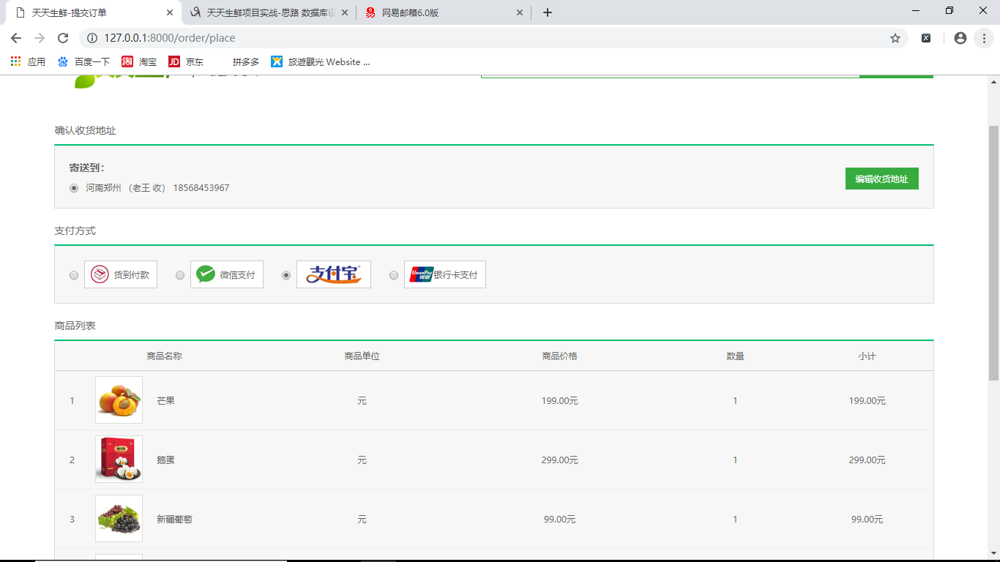 天天生鲜-提交订单
天天生鲜项目实战-思路 数据库设
网易邮箱6.0版
127.0.0.1:8000/order/place
应用
百度一下
淘 淘宝
JD 京东
拼多多
旅遊觀光 Website ...
确认收货地址
寄送到：
河南郑州 （老王 收） 18568453967
编辑收货地址
支付方式
货到付款
微信支付
支付宝
UnionPay 银联 银行卡支付
商品列表
商品名称 商品单位 商品价格 数量 小计
1 芒果 元 199.00元 1 199.00元
2 鹅蛋 元 299.00元 1 299.00元
3 新疆葡萄 元 99.00元 1 99.00元